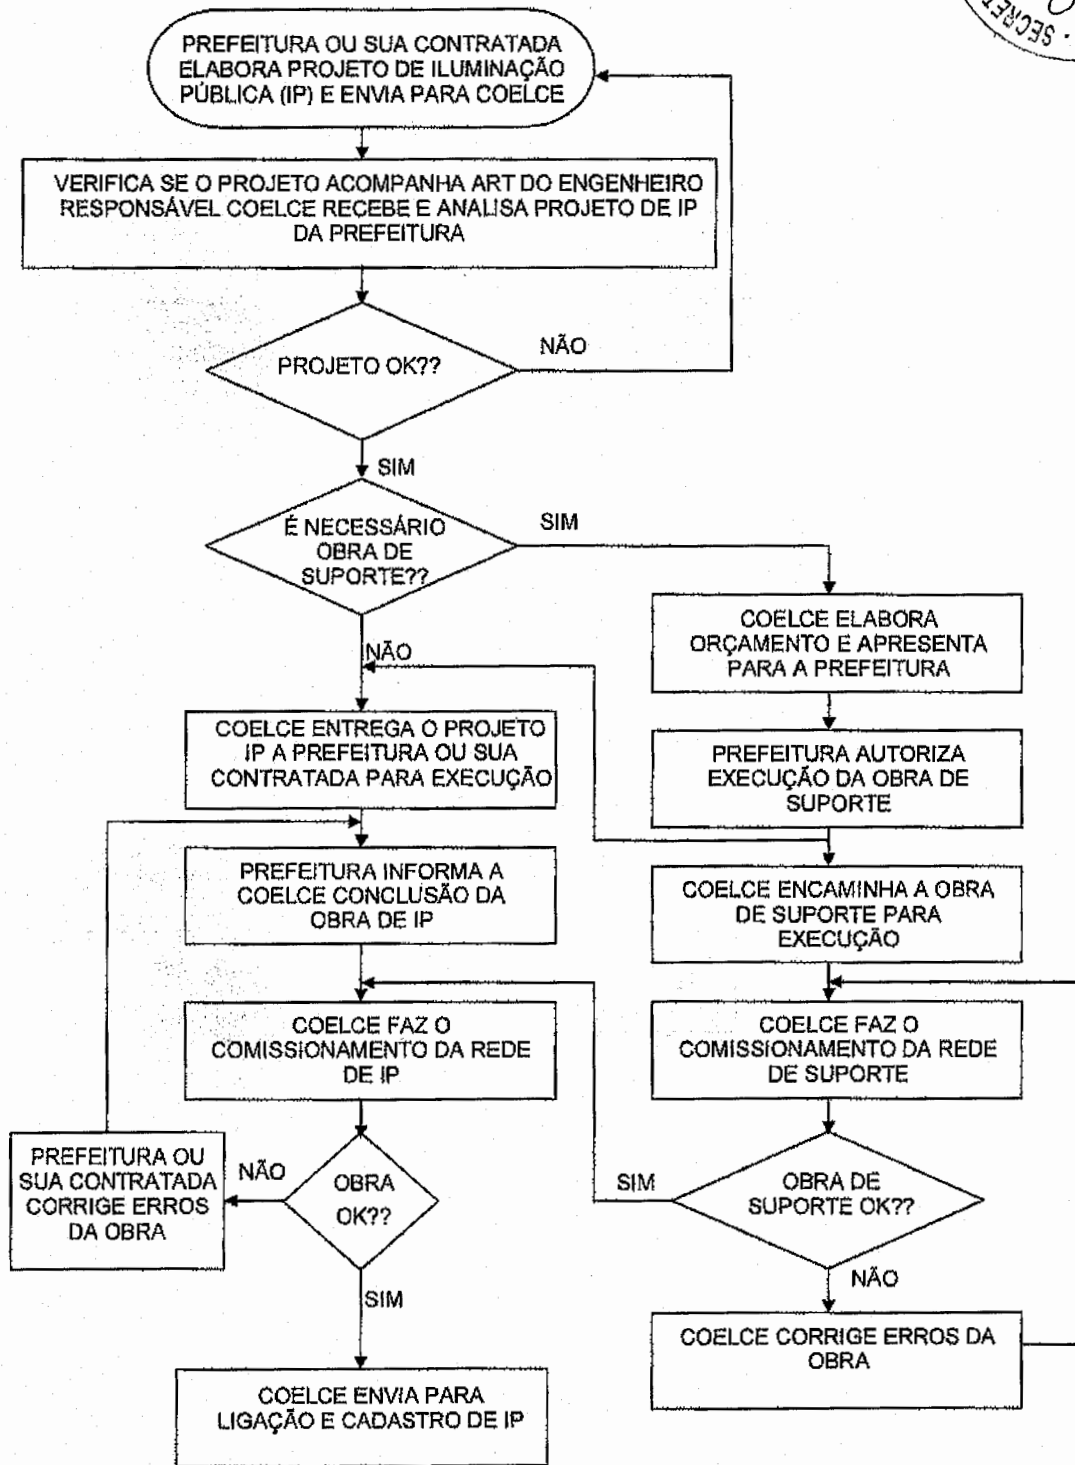 SECRET
PREFEITURA OU SUA CONTRATADA
ELABORA PROJETO DE ILUMINAÇÃO
PÚBLICA (IP) E ENVIA PARA COELCE
VERIFICA SE O PROJETO ACOMPANHA ART DO ENGENHEIRO
RESPONSÁVEL COELCE RECEBE E ANALISA PROJETO DE IP
DA PREFEITURA
PROJETO OK??
NÃO
SIM
É NECESSÁRIO
OBRA DE
SUPORTE??
SIM
NÃO
COELCE ELABORA
ORÇAMENTO E APRESENTA
PARA A PREFEITURA
COELCE ENTREGA O PROJETO
IP A PREFEITURA OU SUA
CONTRATADA PARA EXECUÇÃO
PREFEITURA AUTORIZA
EXECUÇÃO DA OBRA DE
SUPORTE
PREFEITURA INFORMA A
COELCE CONCLUSÃO DA
OBRA DE IP
COELCE ENCAMINHA A OBRA
DE SUPORTE PARA
EXECUÇÃO
COELCE FAZ O
COMISSIONAMENTO DA REDE
DE IP
COELCE FAZ O
COMISSIONAMENTO DA REDE
DE SUPORTE
PREFEITURA OU
SUA CONTRATADA
CORRIGE ERROS
DA OBRA
NÃO
OBRA
OK??
SIM
OBRA DE
SUPORTE OK??
NÃO
SIM
COELCE CORRIGE ERROS DA
OBRA
COELCE ENVIA PARA
LIGAÇÃO E CADASTRO DE IP